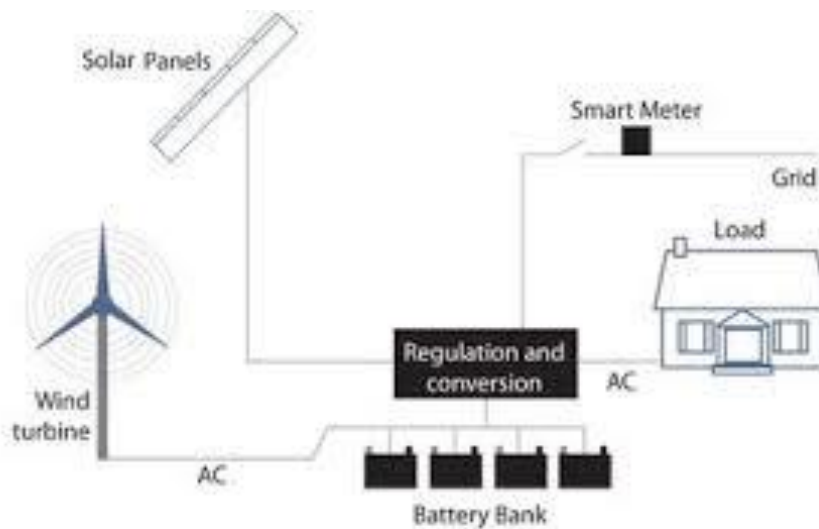 Solar Panels
Smart Meter
Grid
Load
Regulation and
conversion
AC
Wind
turbine
AC
Battery Bank